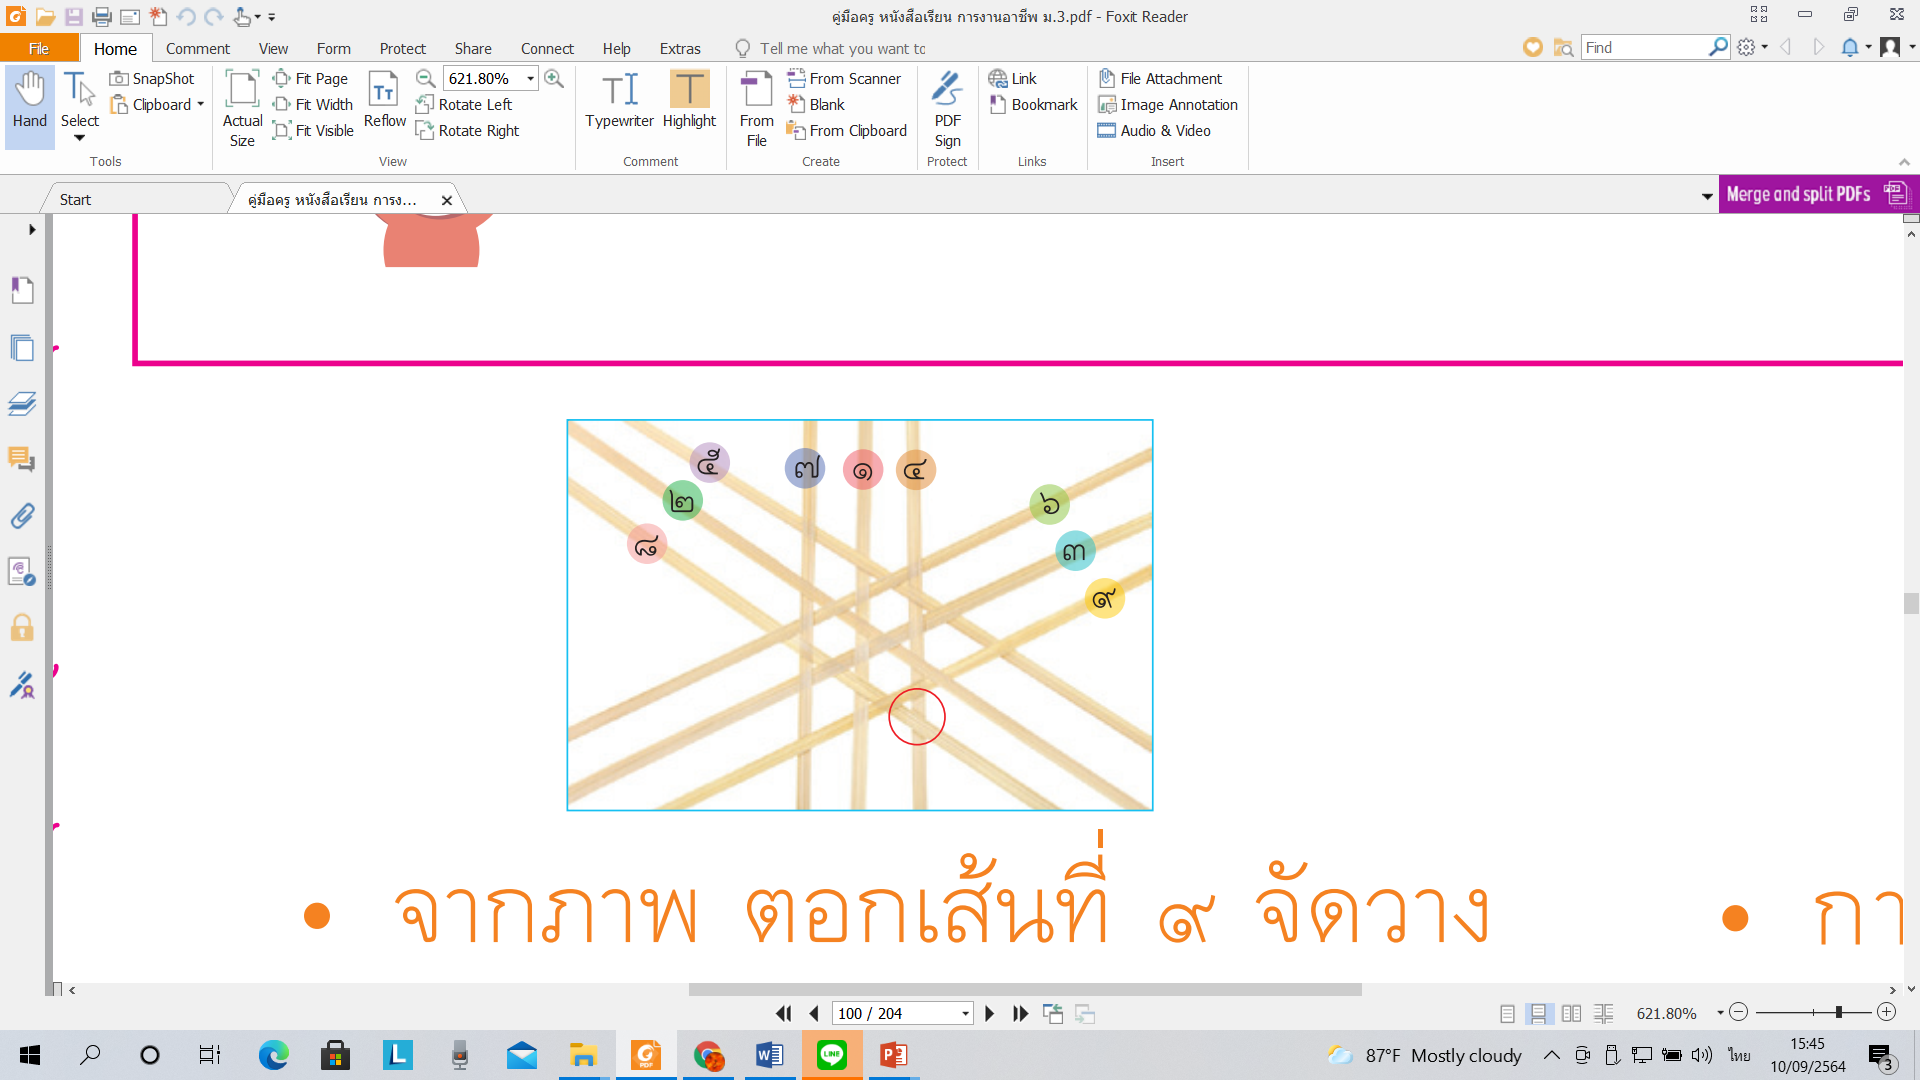 คู่มือครู หนังสือเรียน การงานอาชีพ ม.3.pdf - Foxit Reader
File Home Comment View Form Protect Share Connect Help Extras Tell me what you want to Find
Hand
Select
SnapShot
Clipboard
Tools
Actual Size
Fit Page
Fit Width
Fit Visible
Reflow
621.80%
Rotate Left
Rotate Right
View
Typewriter
Highlight
Comment
From File
From Scanner
Blank
From Clipboard
Create
PDF Sign
Protect
Link
Bookmark
Links
File Attachment
Image Annotation
Audio & Video
Insert
Start
คู่มือครู หนังสือเรียน การง...
Merge and split PDFs
๕ ๗ ๑ ๔
๒ ๖
๘ ๓
๙
• จากภาพ ตอกเส้นที่ ๙ จัดวาง
• กา
100 / 204
621.80%
87°F Mostly cloudy
ไทย
15:45
10/09/2564
3